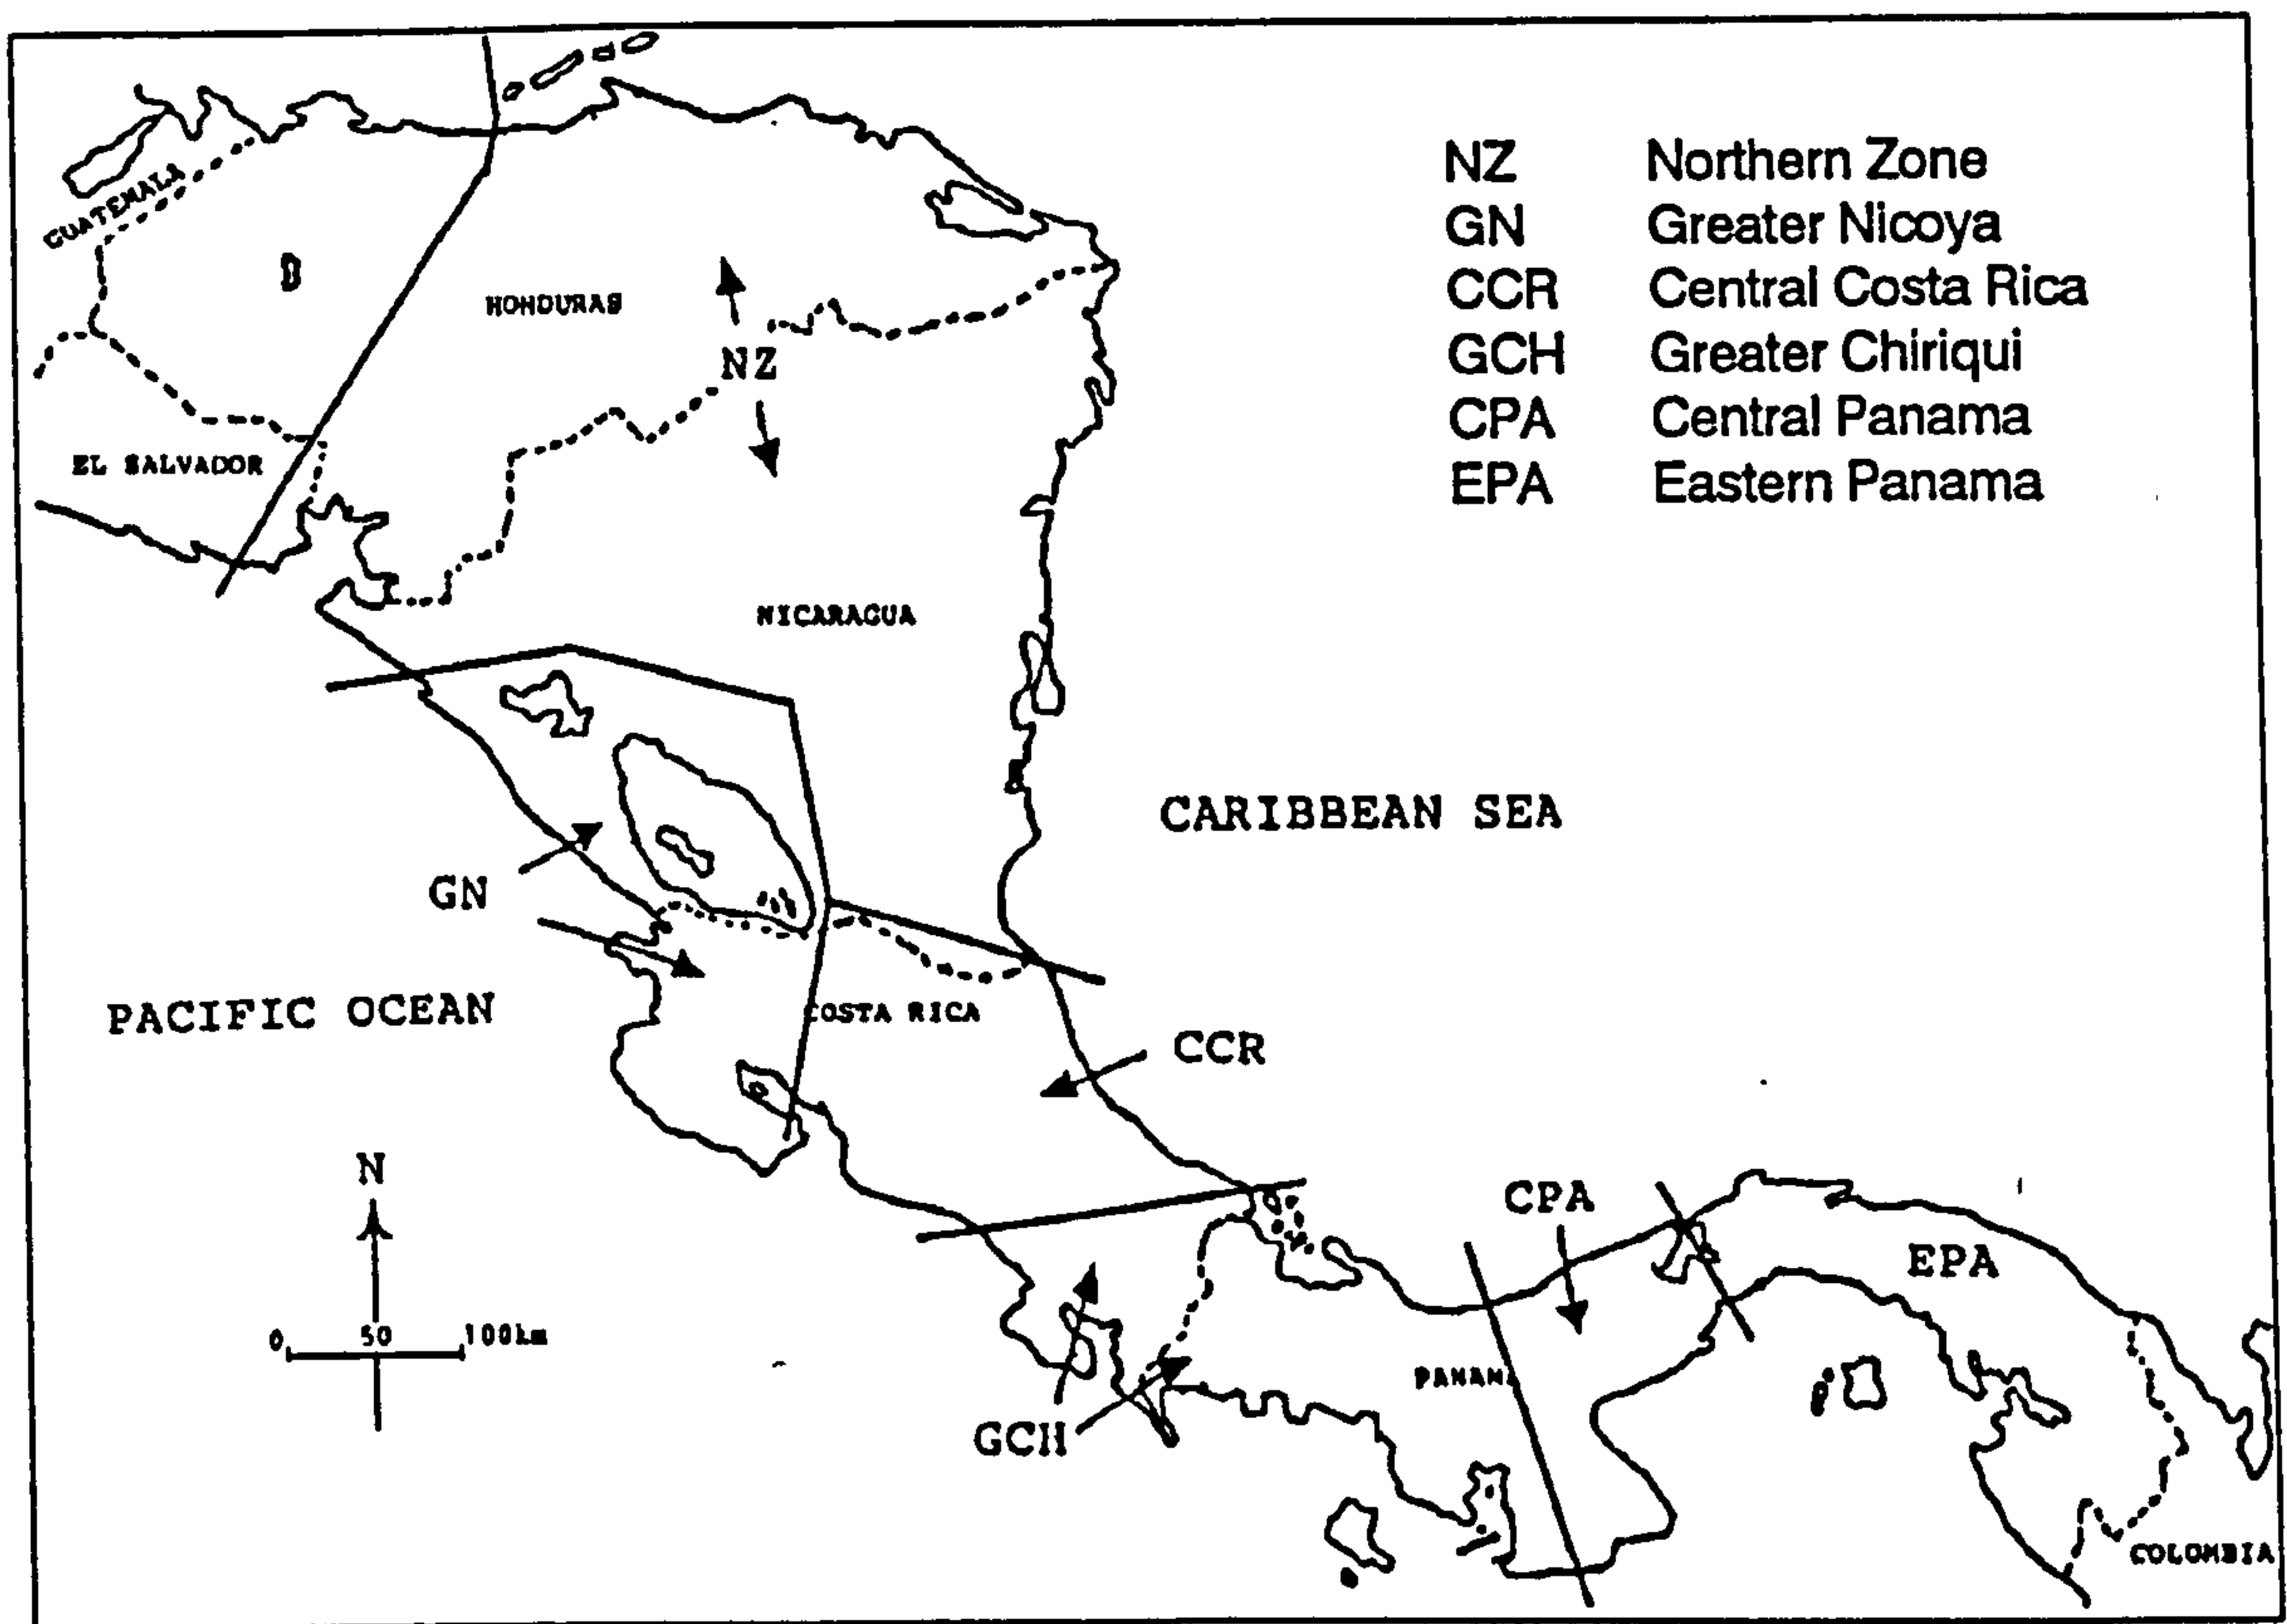 NZ Northern Zone
GN Greater Nicoya
CCR Central Costa Rica
GCH Greater Chiriqui
CPA Central Panama
EPA Eastern Panama
GUATEMALA
HONDURAS
NZ
EL SALVADOR
NICARAGUA
CARIBBEAN SEA
GN
PACIFIC OCEAN
COSTA RICA
CCR
N
CPA
EPA
0 50 100km
PANAMA
GCH
COLOMBIA